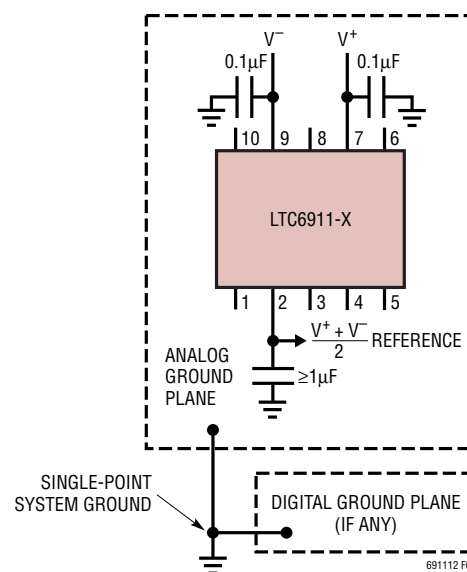 V– V+
0.1µF 0.1µF
10 9 8 7 6
LTC6911-X
1 2 3 4 5
V+ + V–
2
REFERENCE
≥1µF
ANALOG
GROUND
PLANE
SINGLE-POINT
SYSTEM GROUND
DIGITAL GROUND PLANE
(IF ANY)
691112